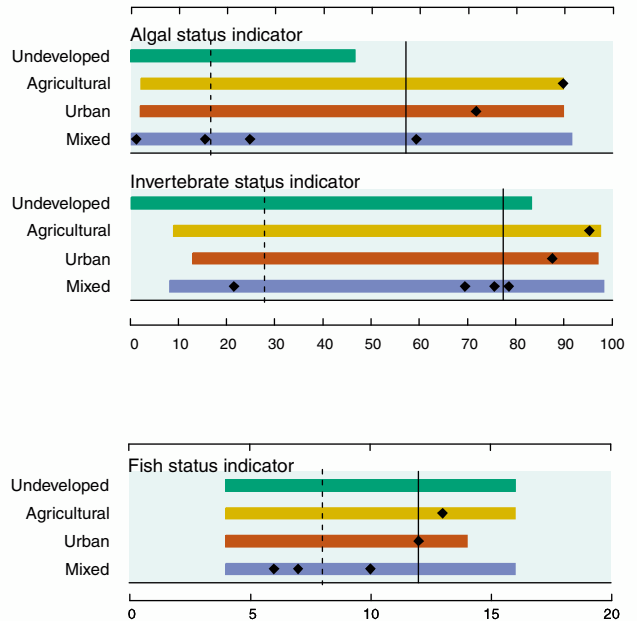 Algal status indicator
Undeveloped
Agricultural
Urban
Mixed
Invertebrate status indicator
Undeveloped
Agricultural
Urban
Mixed
0 10 20 30 40 50 60 70 80 90 100
Fish status indicator
Undeveloped
Agricultural
Urban
Mixed
0 5 10 15 20